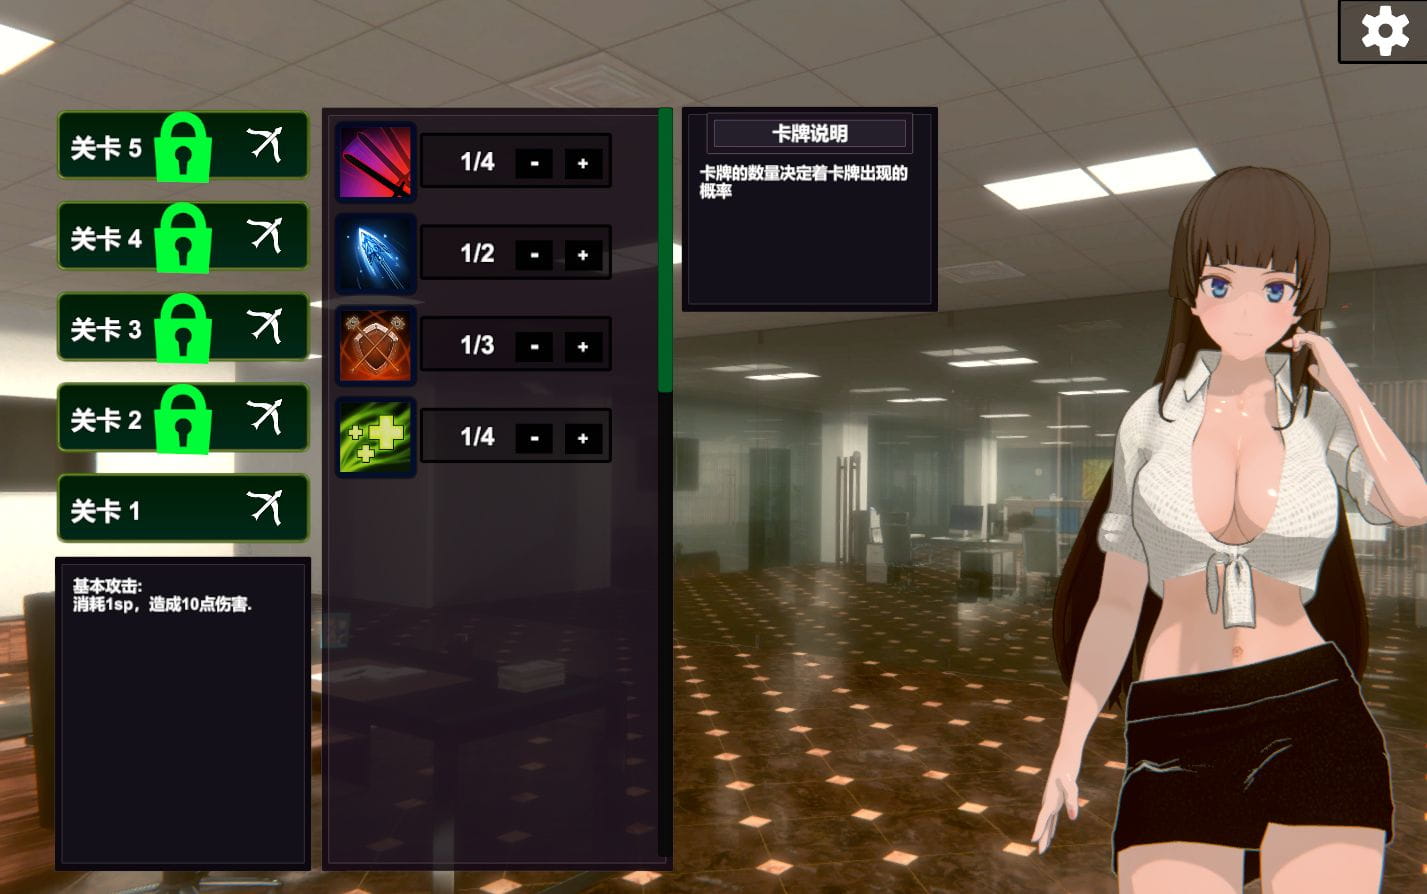 关卡 5
关卡 4
关卡 3
关卡 2
关卡 1
基本攻击:
消耗1sp，造成10点伤害.
1/4 - +
1/2 - +
1/3 - +
1/4 - +
卡牌说明
卡牌的数量决定着卡牌出现的
概率